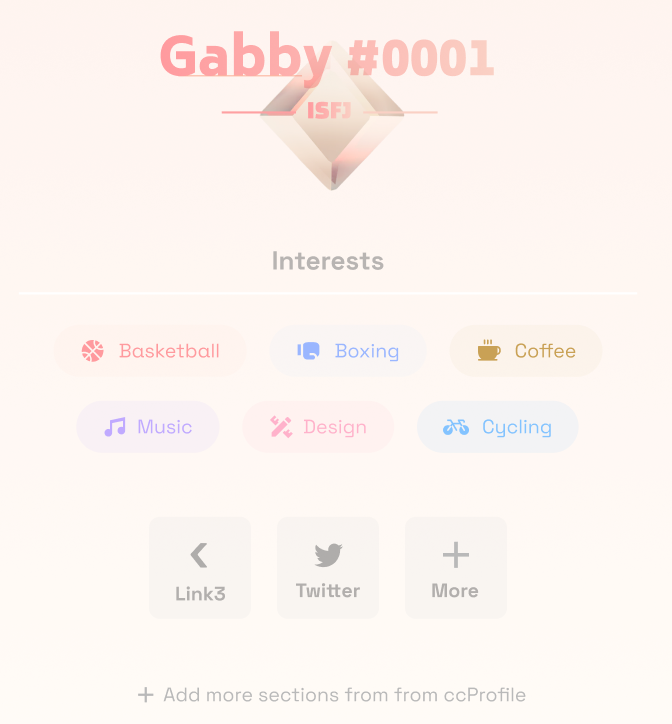 Gabby #0001
ISFJ
Interests
Basketball Boxing Coffee
Music Design Cycling
Link3 Twitter More
Add more sections from from ccProfile